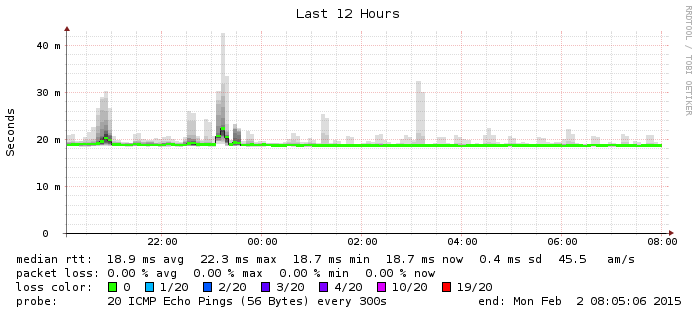 Last 12 Hours
RRDTOOL / TOBI OETIKER
Seconds
40 m
30 m
20 m
10 m
0
22:00 00:00 02:00 04:00 06:00 08:00
median rtt: 18.9 ms avg 22.3 ms max 18.7 ms min 18.7 ms now 0.4 ms sd 45.5 am/s
packet loss: 0.00 % avg 0.00 % max 0.00 % min 0.00 % now
loss color: 0 1/20 2/20 3/20 4/20 10/20 19/20
probe: 20 ICMP Echo Pings (56 Bytes) every 300s end: Mon Feb 2 08:05:06 2015